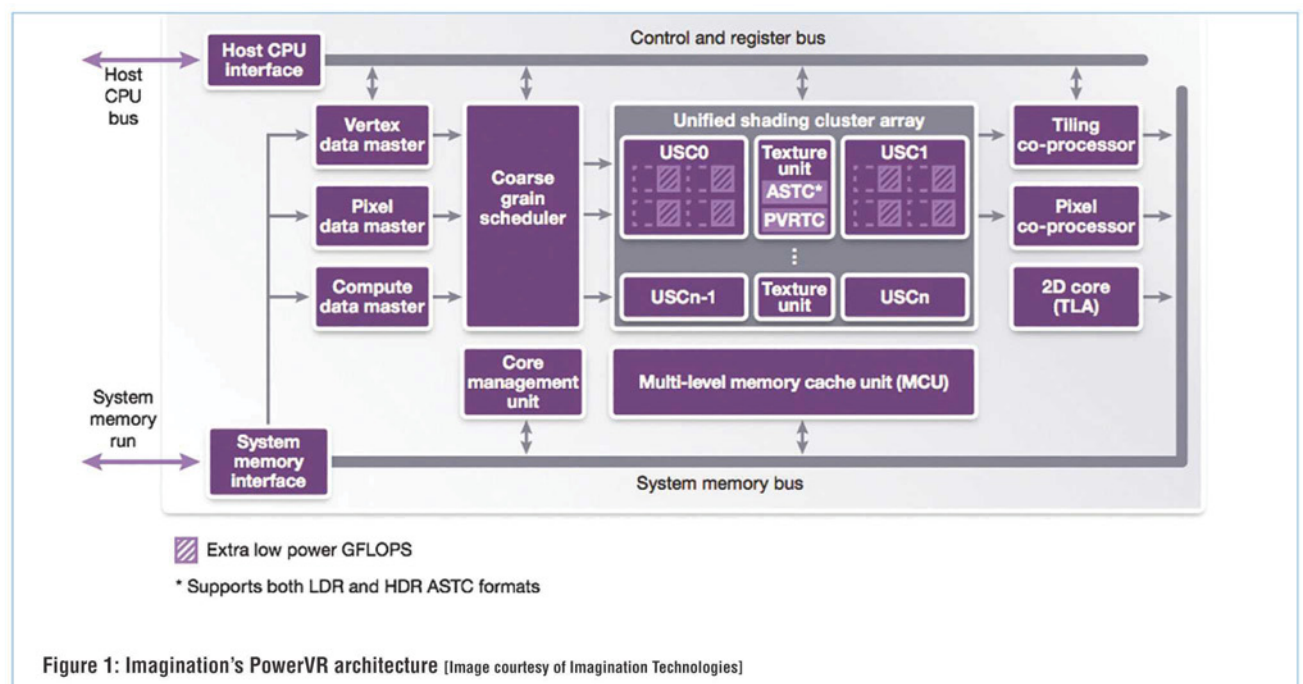 Control and register bus
Host CPU
interface
Host
CPU
bus
Vertex
data master
Pixel
data master
Compute
data master
Coarse
grain
scheduler
Unified shading cluster array
USC0
Texture
unit
ASTC*
PVRTC
USC1
USCn-1
Texture
unit
USCn
Tiling
co-processor
Pixel
co-processor
2D core
(TLA)
Core
management
unit
Multi-level memory cache unit (MCU)
System
memory
run
System
memory
interface
System memory bus
Extra low power GFLOPS
* Supports both LDR and HDR ASTC formats
Figure 1: Imagination's PowerVR architecture [Image courtesy of Imagination Technologies]